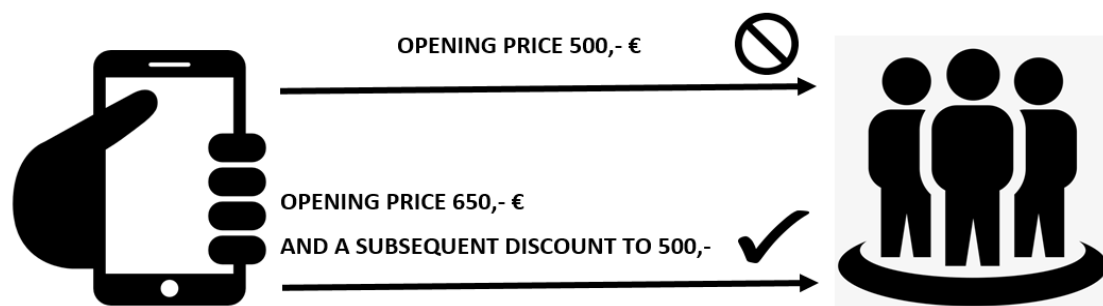 OPENING PRICE 500,- €
OPENING PRICE 650,- €
AND A SUBSEQUENT DISCOUNT TO 500,-